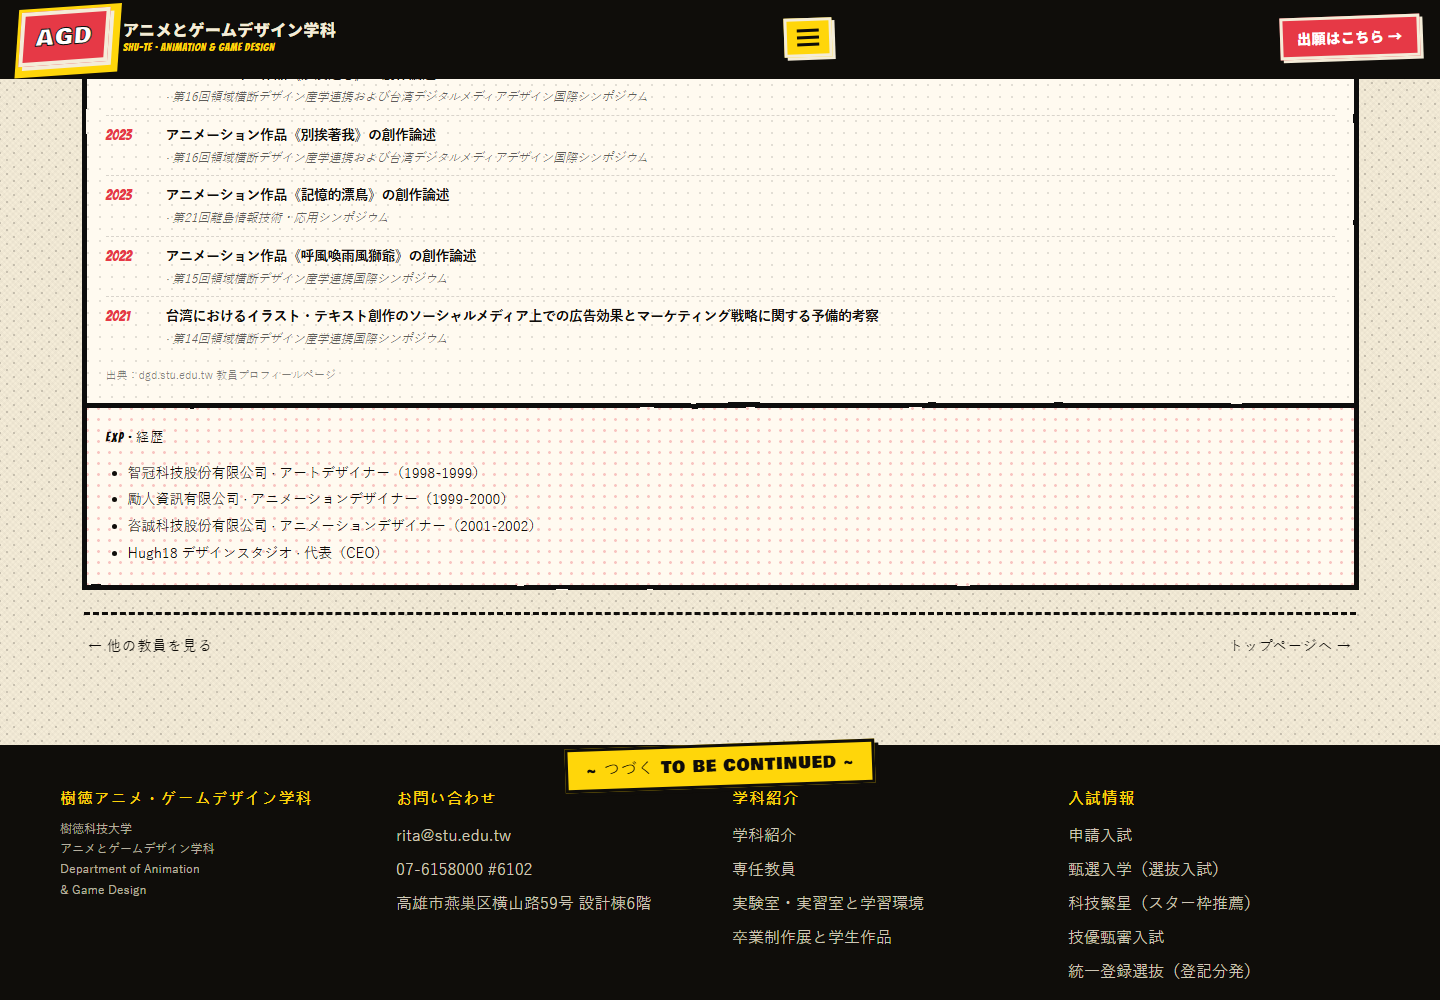 AGD
アニメとゲームデザイン学科
SHU-TE · ANIMATION & GAME DESIGN
出願はこちら →
· 第16回領域横断デザイン産学連携および台湾デジタルメディアデザイン国際シンポジウム
2023 アニメーション作品《別挨著我》の創作論述
· 第16回領域横断デザイン産学連携および台湾デジタルメディアデザイン国際シンポジウム
2023 アニメーション作品《記憶的漂鳥》の創作論述
· 第21回離島情報技術・応用シンポジウム
2022 アニメーション作品《呼風喚雨風獅爺》の創作論述
· 第15回領域横断デザイン産学連携国際シンポジウム
2021 台湾におけるイラスト・テキスト創作のソーシャルメディア上での広告効果とマーケティング戦略に関する予備的考察
· 第14回領域横断デザイン産学連携国際シンポジウム
出典：dgd.stu.edu.tw 教員プロフィールページ
EXP · 経歴
智冠科技股份有限公司 · アートデザイナー（1998-1999）
勵人資訊有限公司 · アニメーションデザイナー（1999-2000）
咨誠科技股份有限公司 · アニメーションデザイナー（2001-2002）
Hugh18 デザインスタジオ · 代表（CEO）
← 他の教員を見る
トップページへ →
~ つづく TO BE CONTINUED ~
樹徳アニメ・ゲームデザイン学科
樹徳科技大学
アニメとゲームデザイン学科
Department of Animation
& Game Design
お問い合わせ
rita@stu.edu.tw
07-6158000 #6102
高雄市燕巣区横山路59号 設計棟6階
学科紹介
学科紹介
専任教員
実験室・実習室と学習環境
卒業制作展と学生作品
入試情報
申請入試
甄選入学（選抜入試）
科技繁星（スター枠推薦）
技優甄審入試
統一登録選抜（登記分発）